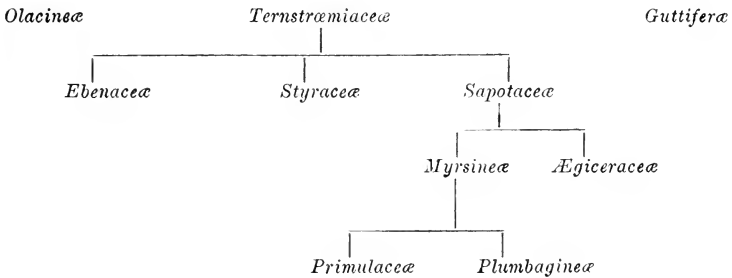 Olacineæ Ternstrœmiaceæ Guttiferæ
Ebenaceæ Styraceæ Sapotaceæ
Myrsineæ Ægiceraceæ
Primulaceæ Plumbagineæ